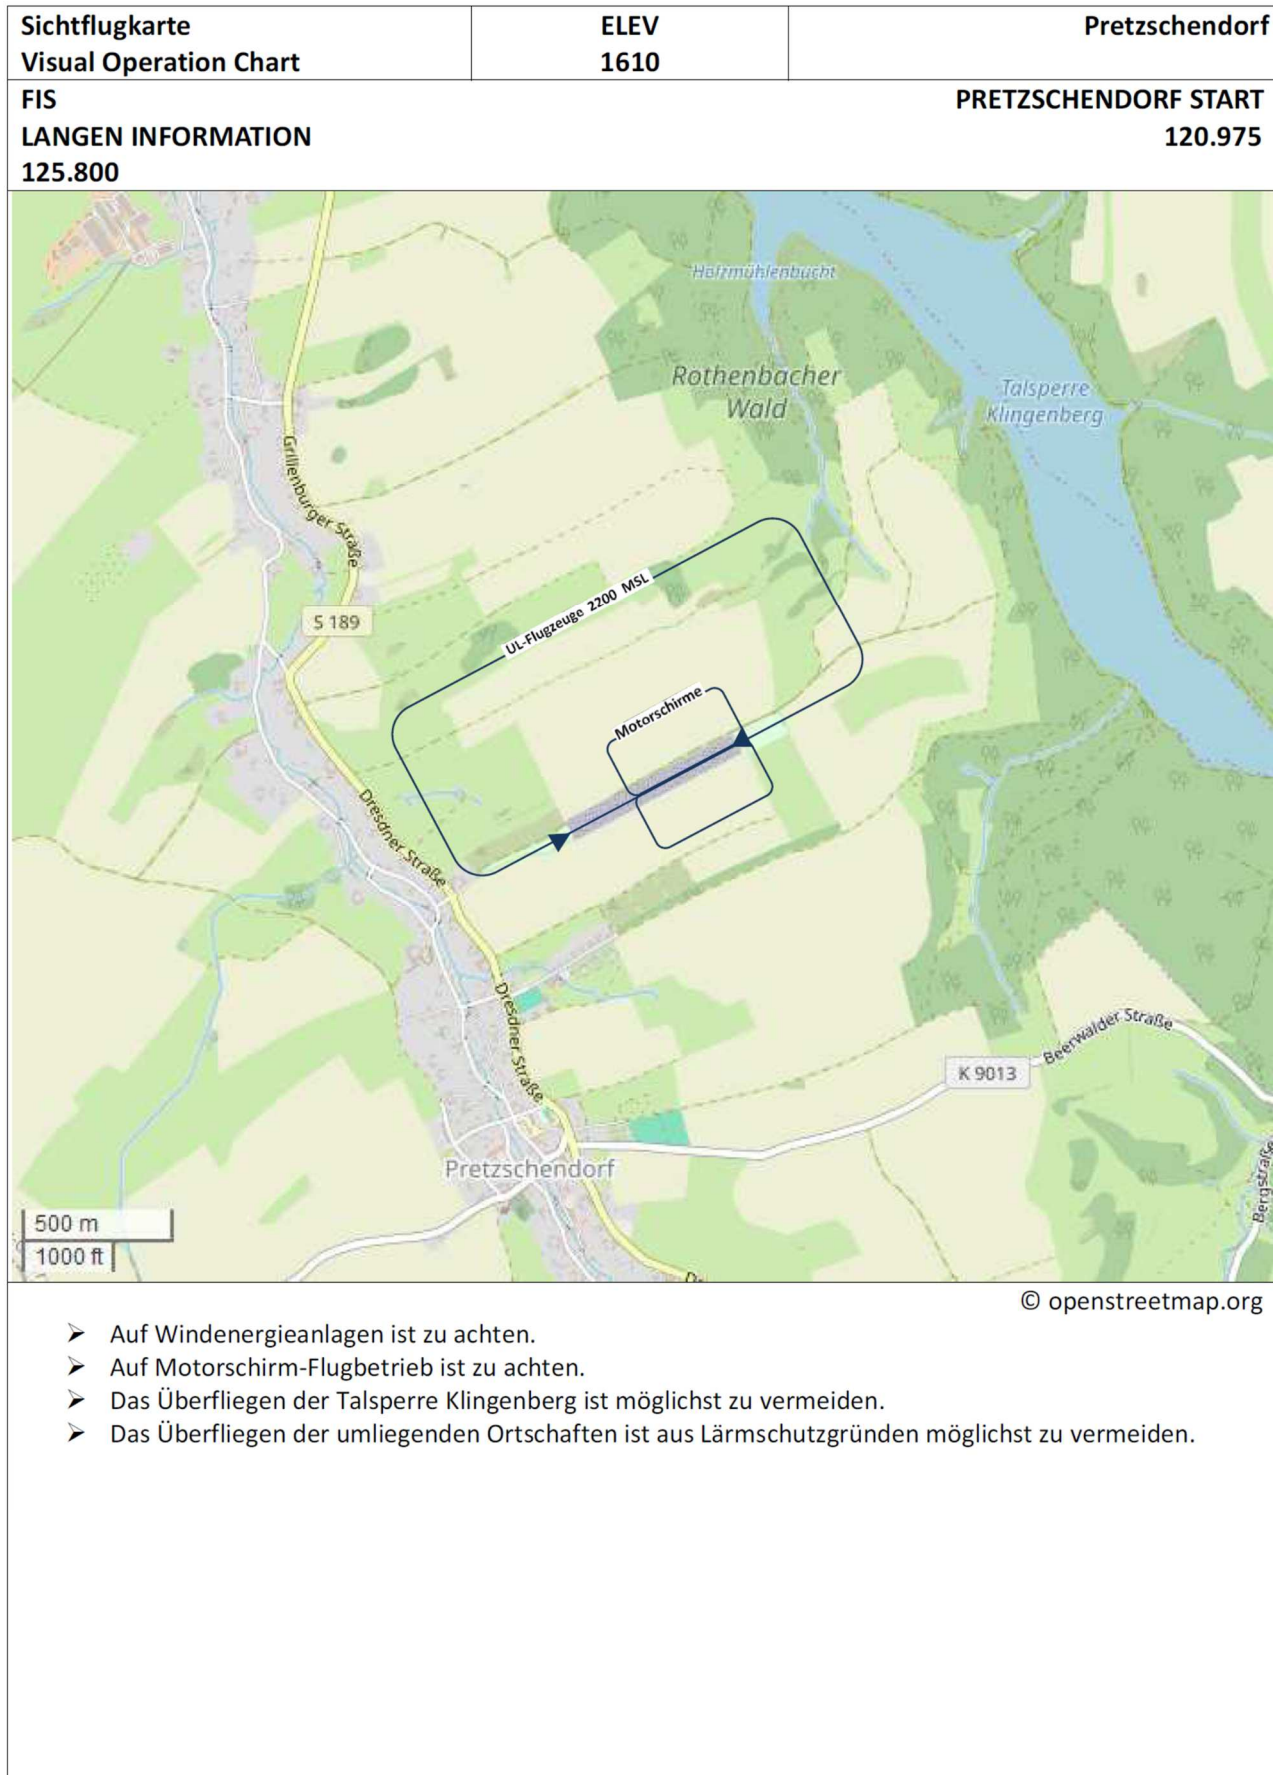 Sichtflugkarte
Visual Operation Chart
ELEV
1610
Pretzschendorf
FIS
LANGEN INFORMATION
125.800
PRETZSCHENDORF START
120.975
Holzmühlenbucht
Rothenbacher
Wald
Talsperre
Klingenberg
Grillenburger Straße
S 189
UL-Flugzeuge 2200 MSL
Motorschirme
Dresdner Straße
Dresdner Straße
Beerwalder Straße
K 9013
Pretzschendorf
Bergstraße
500 m
1000 ft
© openstreetmap.org
➢ Auf Windenergieanlagen ist zu achten.
➢ Auf Motorschirm-Flugbetrieb ist zu achten.
➢ Das Überfliegen der Talsperre Klingenberg ist möglichst zu vermeiden.
➢ Das Überfliegen der umliegenden Ortschaften ist aus Lärmschutzgründen möglichst zu vermeiden.